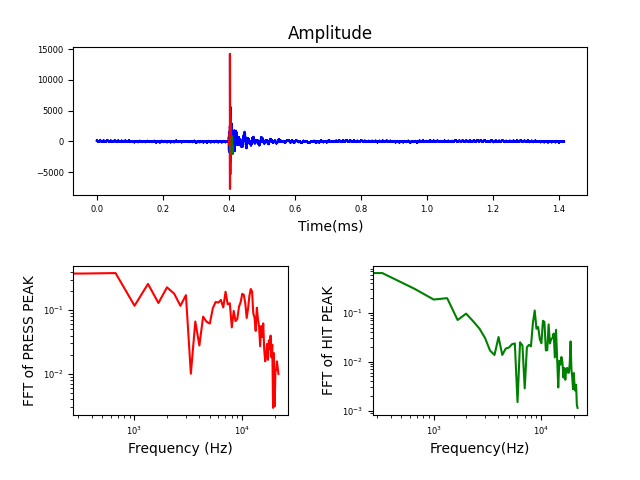 Amplitude
15000
10000
5000
0
−5000
0.0 0.2 0.4 0.6 0.8 1.0 1.2 1.4
Time(ms)
FFT of PRESS PEAK
10⁻¹
10⁻²
10³ 10⁴
Frequency (Hz)
FFT of HIT PEAK
10⁻¹
10⁻²
10⁻³
10³ 10⁴
Frequency(Hz)